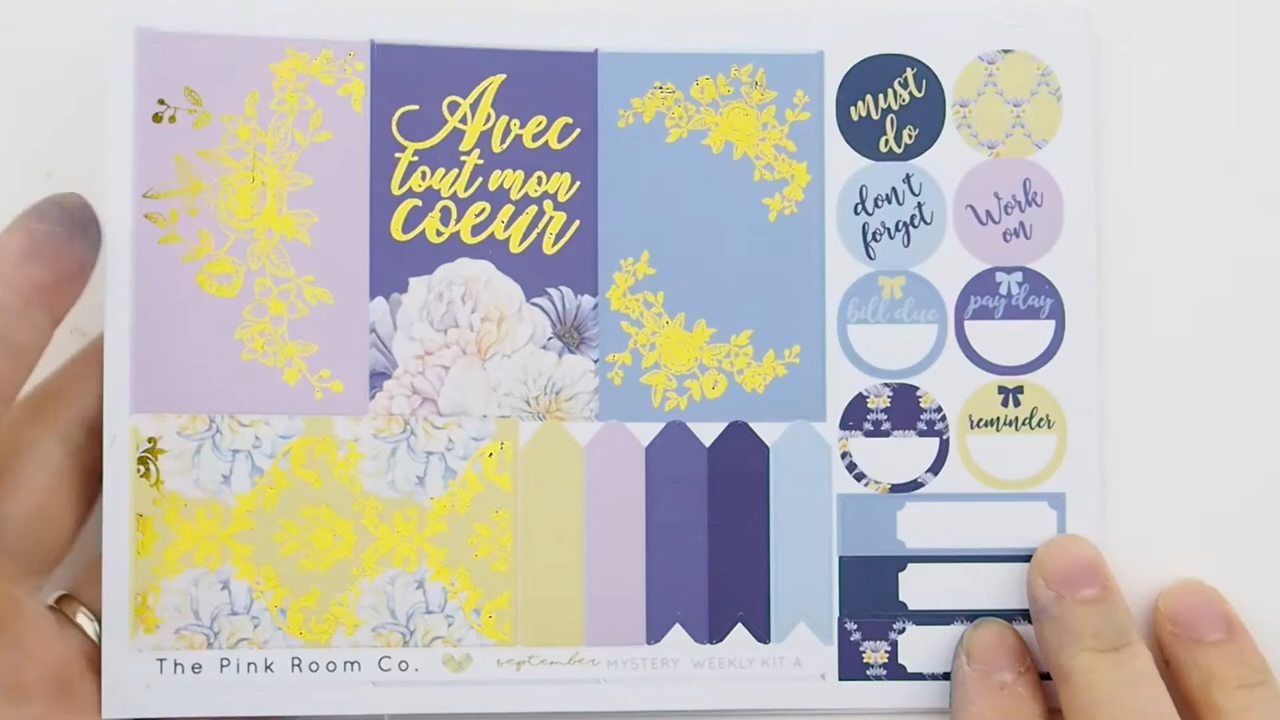 Avec
tout mon
coeur
must
do
don't
forget
Work
on
bill due
pay day
reminder
The Pink Room Co. september MYSTERY WEEKLY KIT A